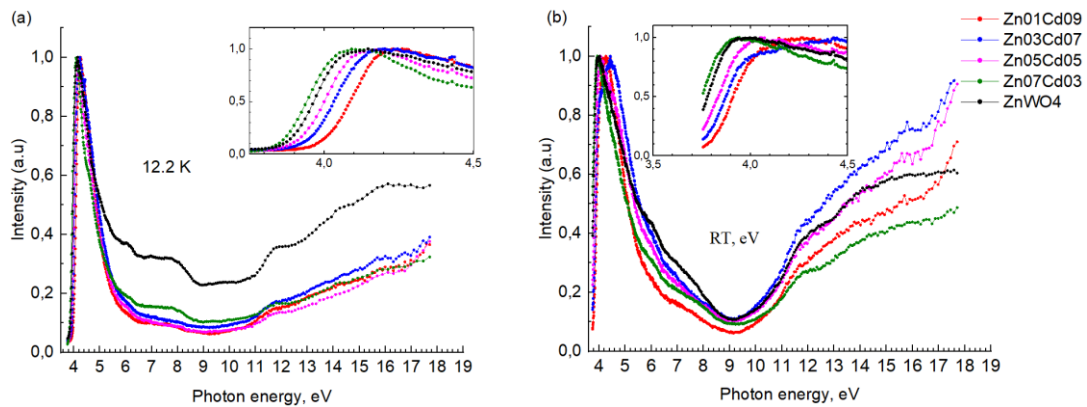 (a)
Intensity (a.u)
1,0
0,8
0,6
0,4
0,2
0,0
4 5 6 7 8 9 10 11 12 13 14 15 16 17 18 19
Photon energy, eV
12.2 K
1,0
0,5
0,0
4,0 4,5
(b)
Intensity (a.u)
1,0
0,8
0,6
0,4
0,2
0,0
4 5 6 7 8 9 10 11 12 13 14 15 16 17 18 19
Photon energy, eV
RT, eV
1,0
0,5
0,0
3,5 4,0 4,5
Zn01Cd09
Zn03Cd07
Zn05Cd05
Zn07Cd03
ZnWO4